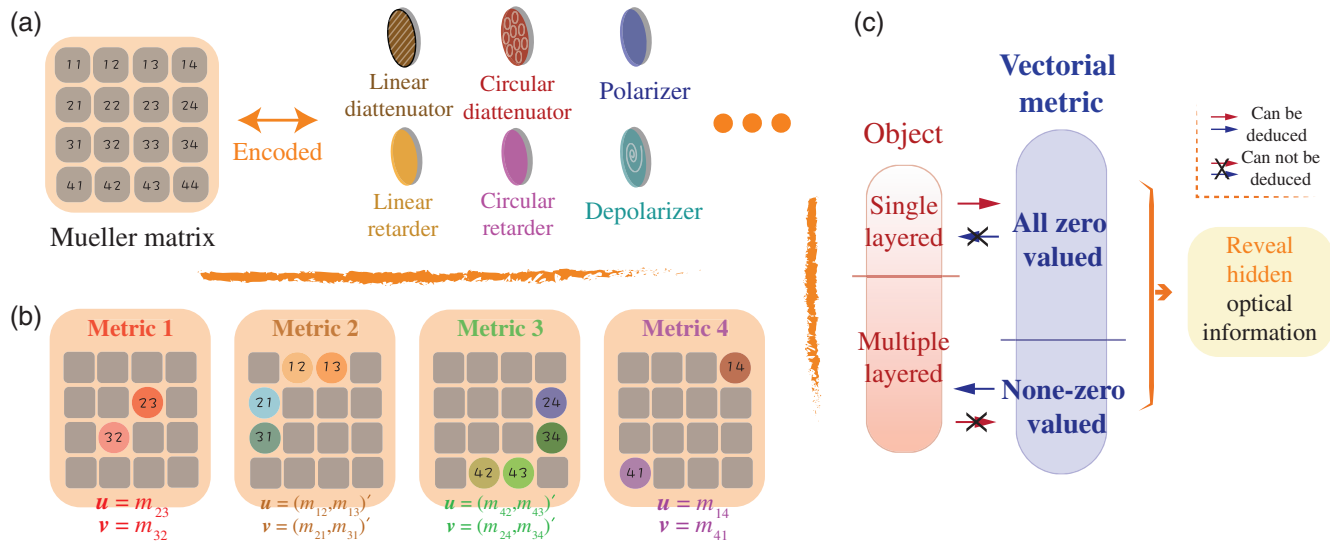 (a)
11 12 13 14
21 22 23 24
31 32 33 34
41 42 43 44
Mueller matrix
Encoded
Linear
diattenuator
Circular
diattenuator
Polarizer
Linear
retarder
Circular
retarder
Depolarizer
(b)
Metric 1
23
32
u = m23
v = m32
Metric 2
12 13
21
31
u = (m12,m13)′
v = (m21,m31)′
Metric 3
24
34
42 43
u = (m42,m43)′
v = (m24,m34)′
Metric 4
14
41
u = m14
v = m41
(c)
Object
Single
layered
Multiple
layered
Vectorial
metric
All zero
valued
None-zero
valued
Can be
deduced
Can not be
deduced
Reveal
hidden
optical
information